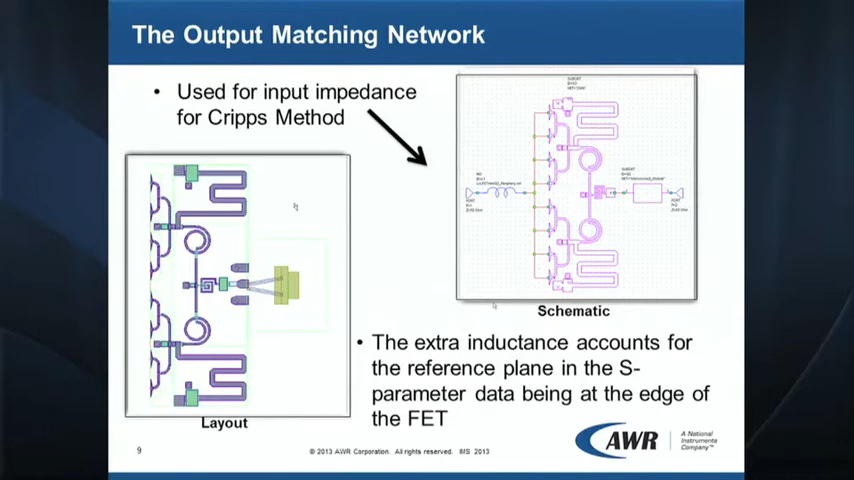 The Output Matching Network
• Used for input impedance
for Cripps Method
Schematic
Layout
• The extra inductance accounts for
the reference plane in the S-
parameter data being at the edge of
the FET
9
© 2013 AWR Corporation. All rights reserved. IMS 2013
AWR
A National
Instruments
Company™